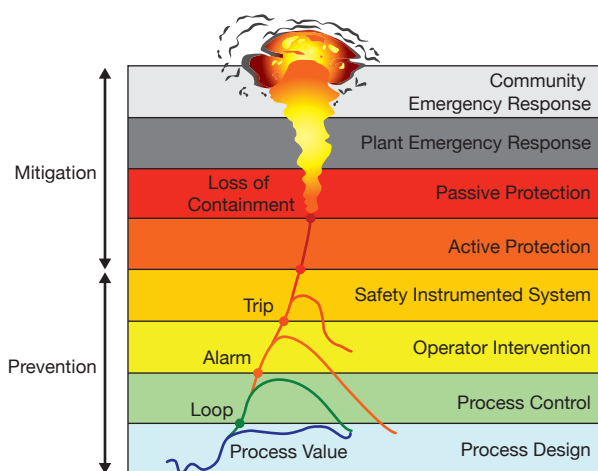 Community
Emergency Response
Plant Emergency Response
Mitigation
Loss of
Containment
Passive Protection
Active Protection
Trip
Safety Instrumented System
Prevention
Alarm
Operator Intervention
Loop
Process Control
Process Value
Process Design